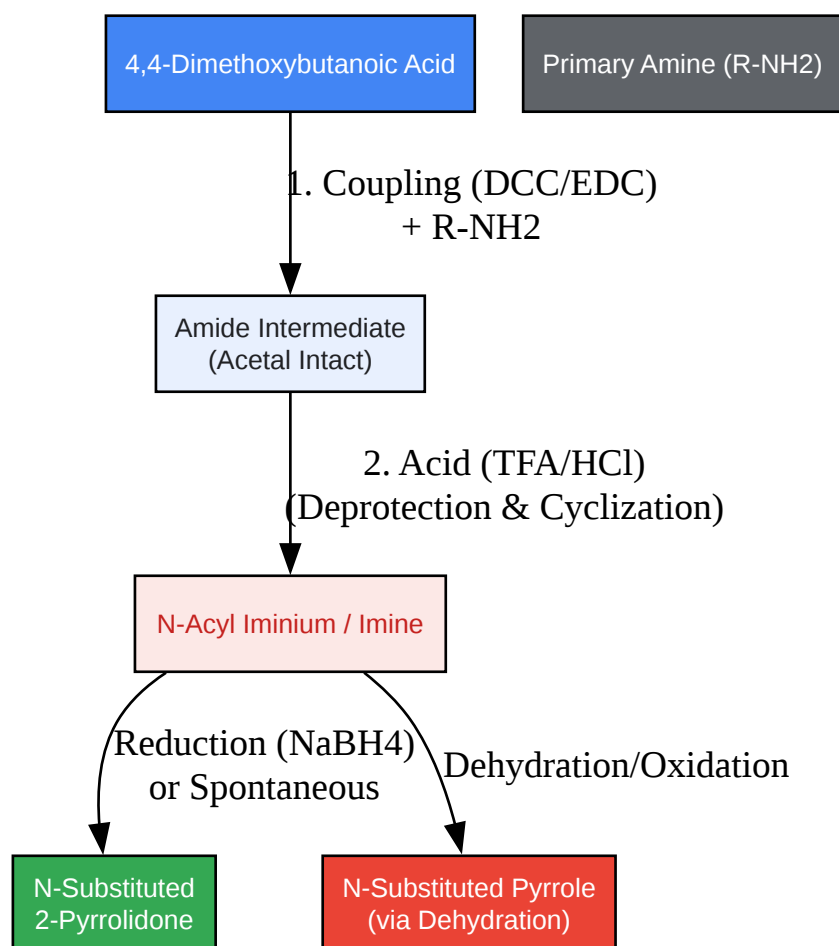 4,4-Dimethoxybutanoic Acid
Primary Amine (R-NH2)
1. Coupling (DCC/EDC)
+ R-NH2
Amide Intermediate
(Acetal Intact)
2. Acid (TFA/HCl)
(Deprotection & Cyclization)
N-Acyl Iminium / Imine
Reduction (NaBH4)
or Spontaneous
Dehydration/Oxidation
N-Substituted
2-Pyrrolidone
N-Substituted Pyrrole
(via Dehydration)